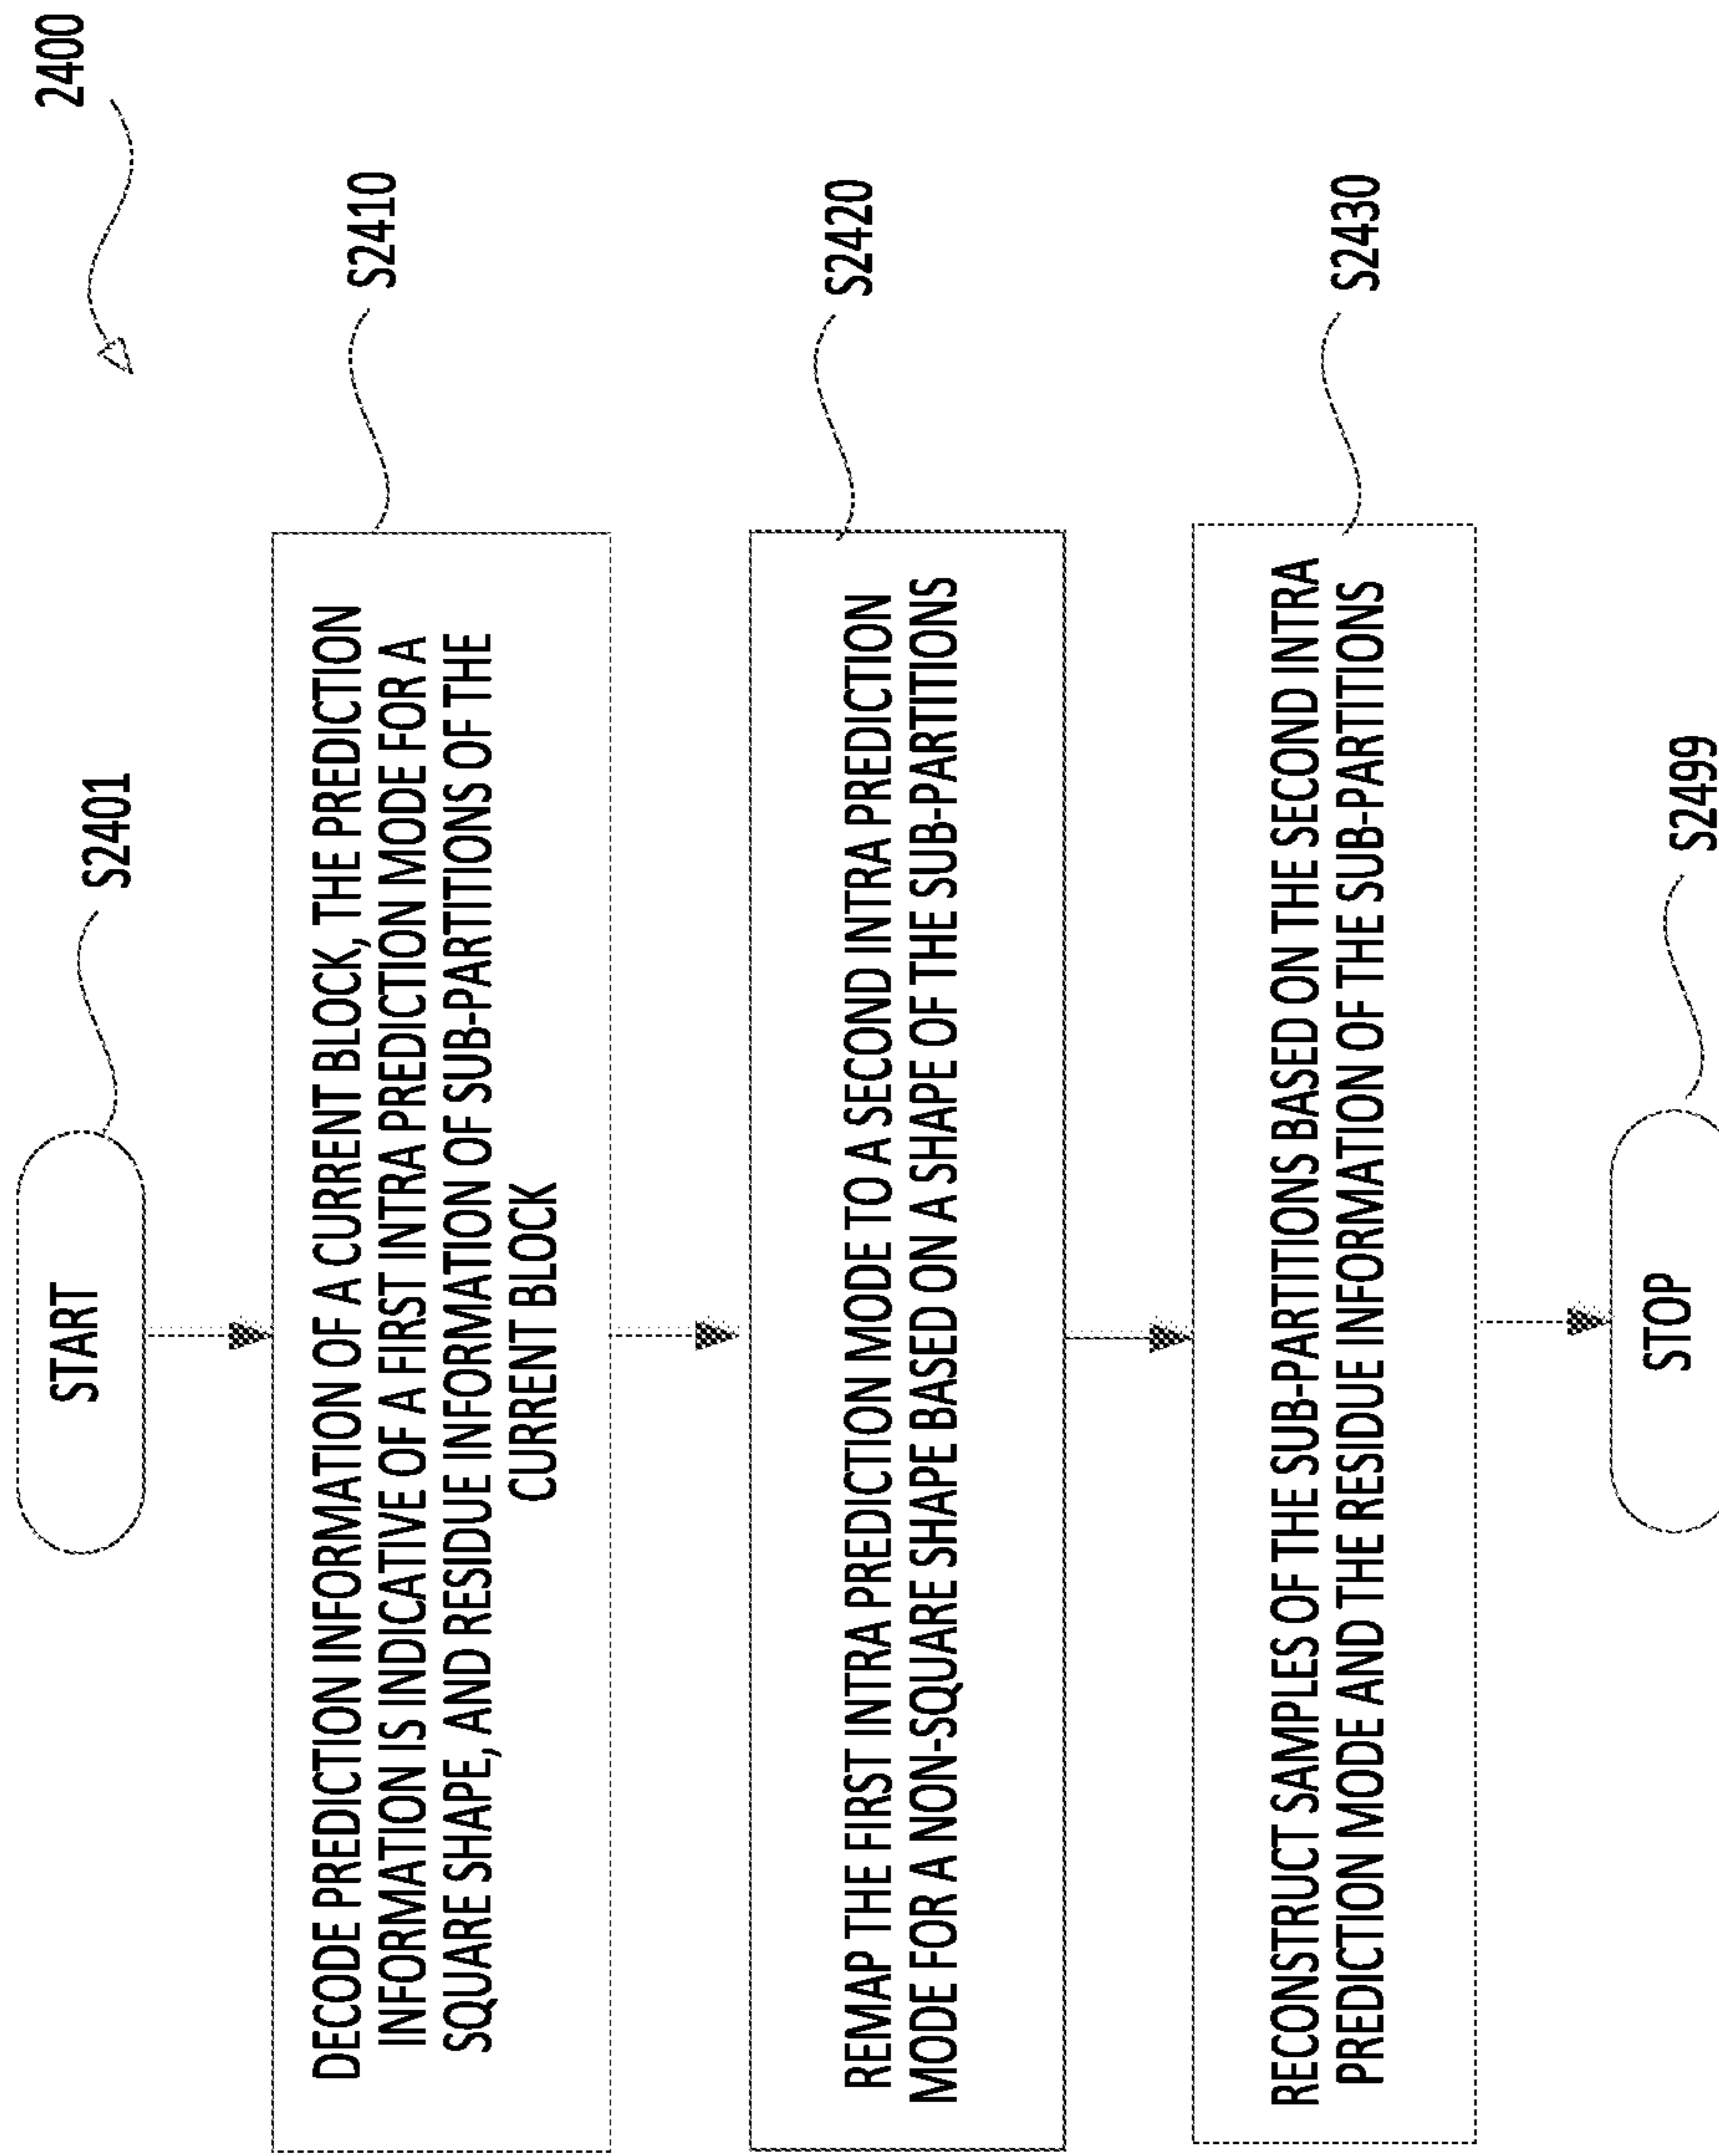 2400
START
S2401
DECODE PREDICTION INFORMATION OF A CURRENT BLOCK, THE PREDICTION
INFORMATION IS INDICATIVE OF A FIRST INTRA PREDICTION MODE FOR A
SQUARE SHAPE, AND RESIDUE INFORMATION OF SUB-PARTITIONS OF THE
CURRENT BLOCK
S2410
REMAP THE FIRST INTRA PREDICTION MODE TO A SECOND INTRA PREDICTION
MODE FOR A NON-SQUARE SHAPE BASED ON A SHAPE OF THE SUB-PARTITIONS
S2420
RECONSTRUCT SAMPLES OF THE SUB-PARTITIONS BASED ON THE SECOND INTRA
PREDICTION MODE AND THE RESIDUE INFORMATION OF THE SUB-PARTITIONS
S2430
STOP
S2499